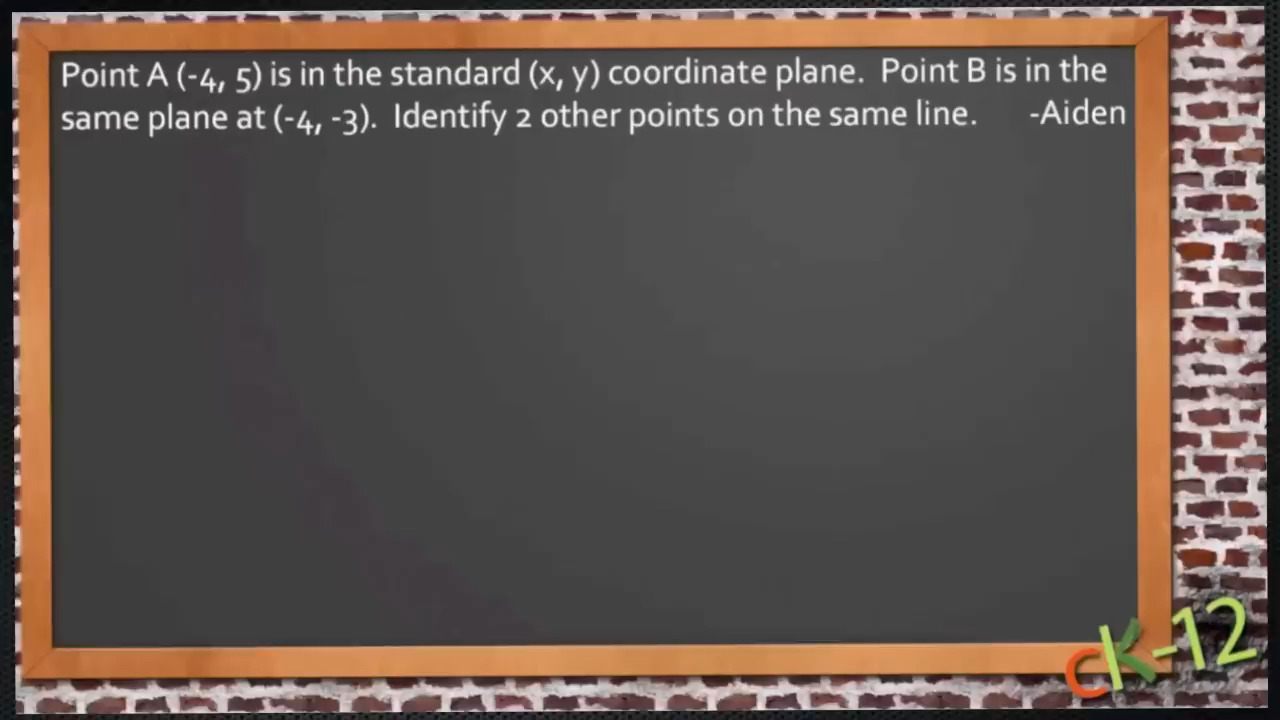 Point A (-4, 5) is in the standard (x, y) coordinate plane.  Point B is in the
same plane at (-4, -3).  Identify 2 other points on the same line.      -Aiden
cK-12